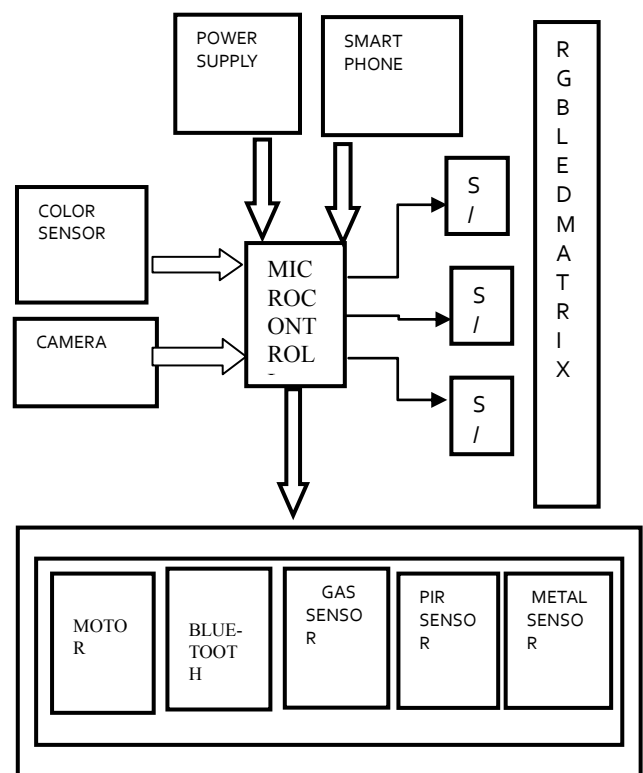 POWER
SUPPLY
SMART
PHONE
R
G
B
L
E
D
M
A
T
R
I
X
COLOR
SENSOR
CAMERA
MIC
ROC
ONT
ROL
S
/
S
/
S
/
MOTO
R
BLUE-
TOOT
H
GAS
SENSO
R
PIR
SENSO
R
METAL
SENSO
R